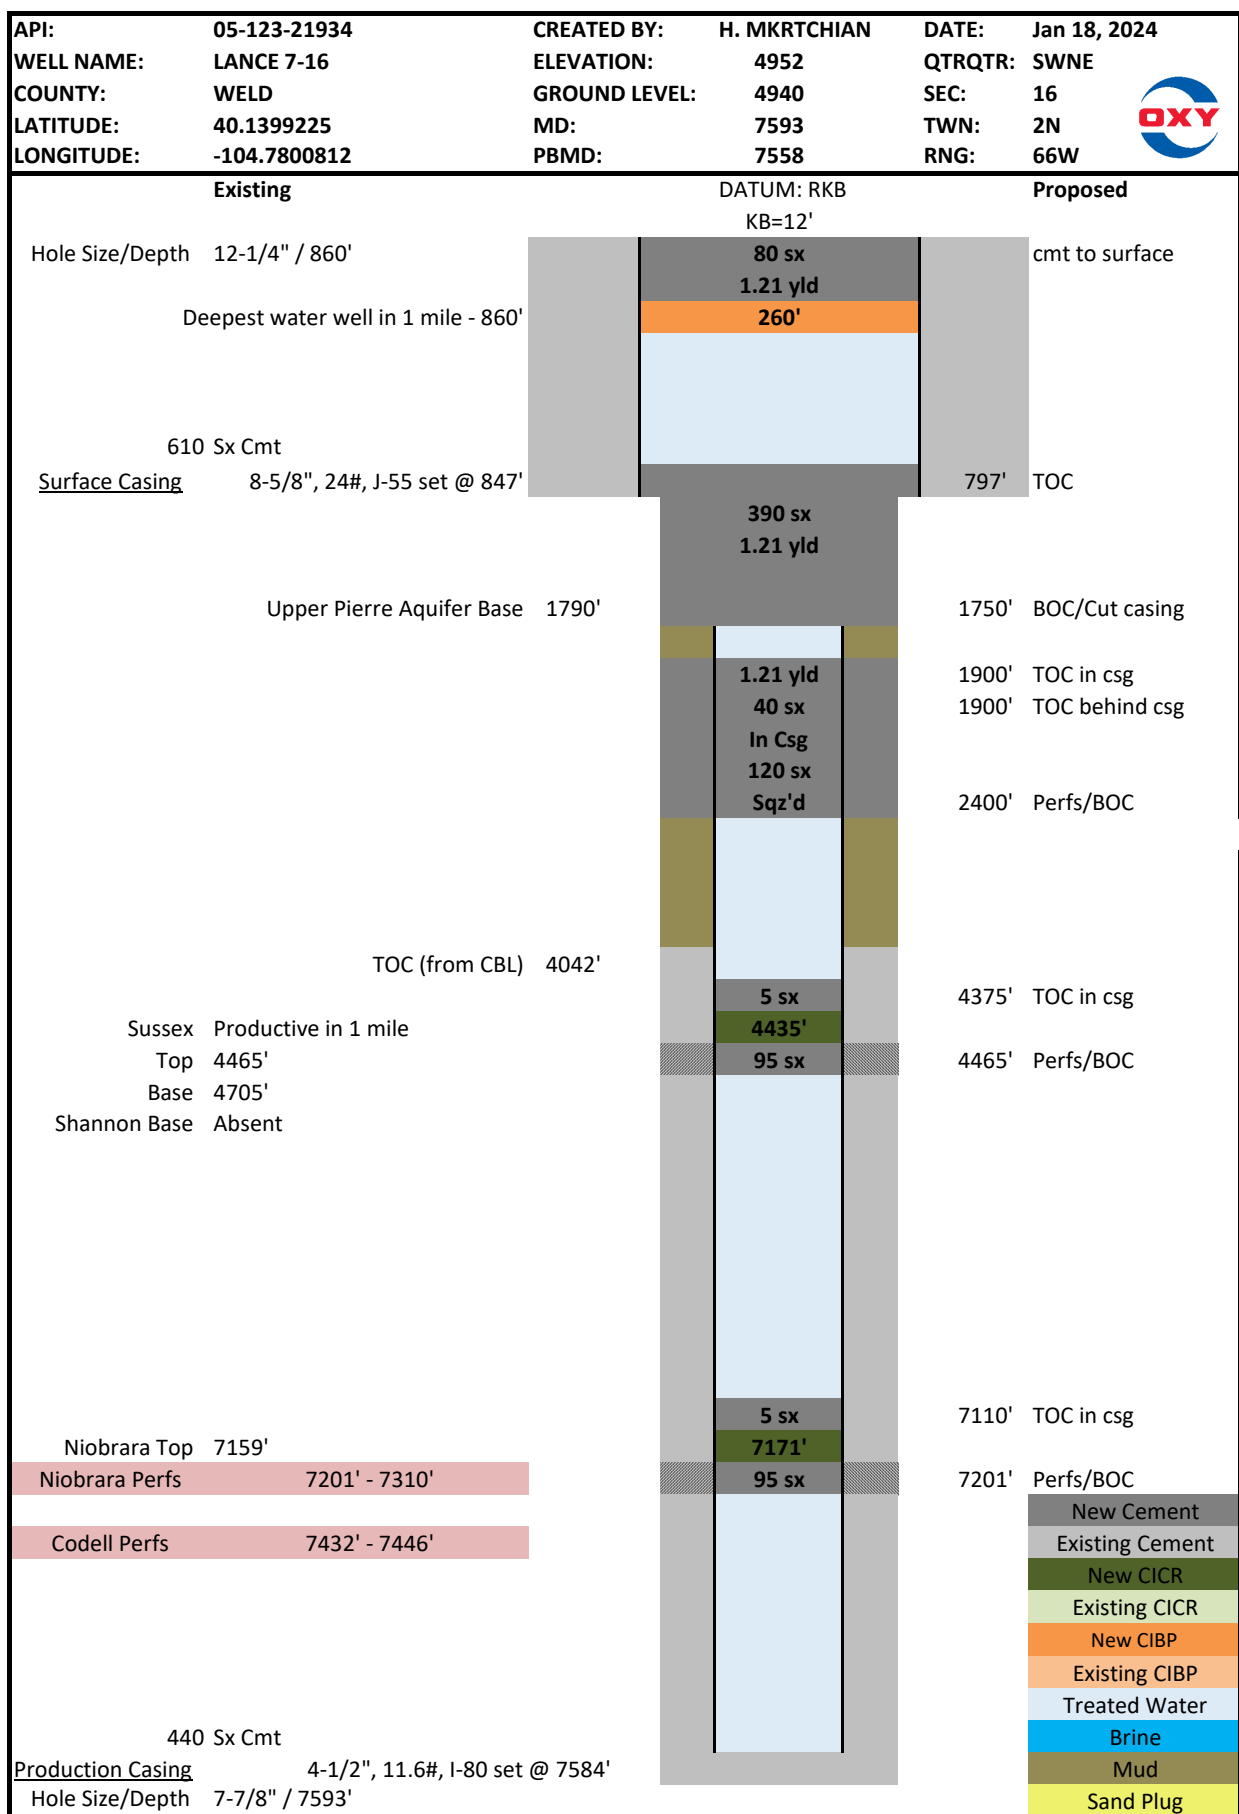 API: 05-123-21934 CREATED BY: H. MKRTCHIAN DATE: Jan 18, 2024
WELL NAME: LANCE 7-16 ELEVATION: 4952 QTRQTR: SWNE
COUNTY: WELD GROUND LEVEL: 4940 SEC: 16
OXY
LATITUDE: 40.1399225 MD: 7593 TWN: 2N
LONGITUDE: -104.7800812 PBMD: 7558 RNG: 66W
Existing DATUM: RKB Proposed
KB=12'
Hole Size/Depth 12-1/4" / 860' 80 sx cmt to surface
1.21 yld
Deepest water well in 1 mile - 860' 260'
610 Sx Cmt
Surface Casing 8-5/8", 24#, J-55 set @ 847' 797' TOC
390 sx
1.21 yld
Upper Pierre Aquifer Base 1790' 1750' BOC/Cut casing
1.21 yld 1900' TOC in csg
40 sx 1900' TOC behind csg
In Csg
120 sx
Sqz'd 2400' Perfs/BOC
TOC (from CBL) 4042'
5 sx 4375' TOC in csg
Sussex Productive in 1 mile 4435'
Top 4465' 95 sx 4465' Perfs/BOC
Base 4705'
Shannon Base Absent
5 sx 7110' TOC in csg
Niobrara Top 7159' 7171'
Niobrara Perfs 7201' - 7310' 95 sx 7201' Perfs/BOC
New Cement
Codell Perfs 7432' - 7446' Existing Cement
New CICR
Existing CICR
New CIBP
Existing CIBP
Treated Water
440 Sx Cmt Brine
Production Casing 4-1/2", 11.6#, I-80 set @ 7584' Mud
Hole Size/Depth 7-7/8" / 7593' Sand Plug